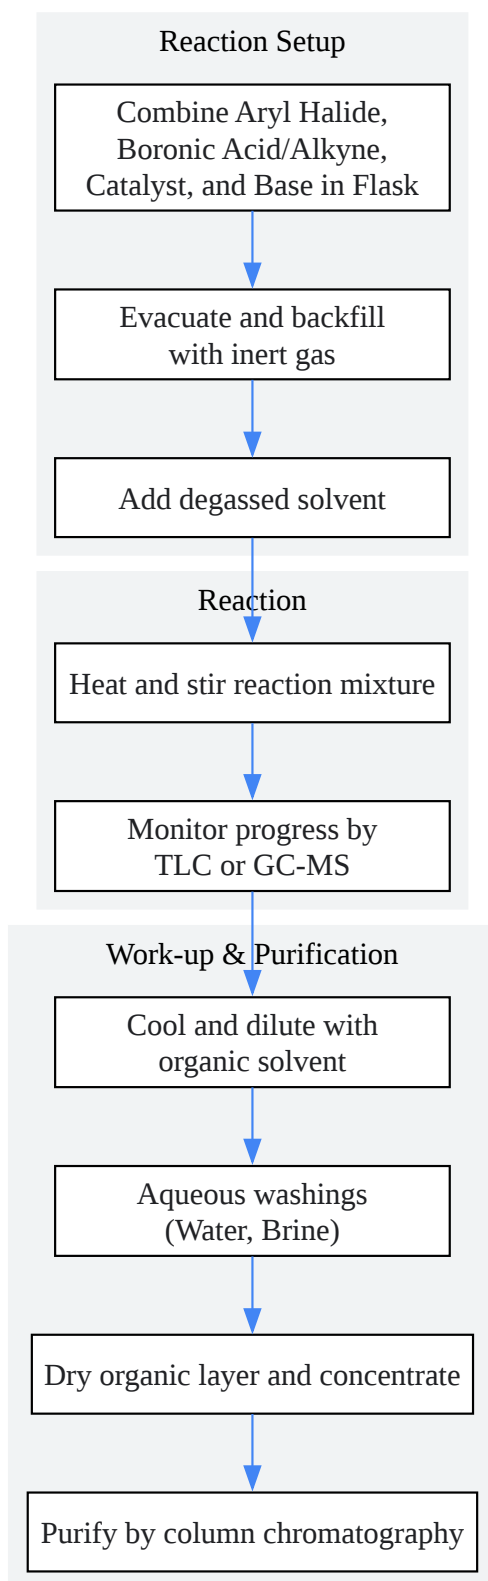 Reaction Setup
Combine Aryl Halide,
Boronic Acid/Alkyne,
Catalyst, and Base in Flask
Evacuate and backfill
with inert gas
Add degassed solvent
Reaction
Heat and stir reaction mixture
Monitor progress by
TLC or GC-MS
Work-up & Purification
Cool and dilute with
organic solvent
Aqueous washings
(Water, Brine)
Dry organic layer and concentrate
Purify by column chromatography